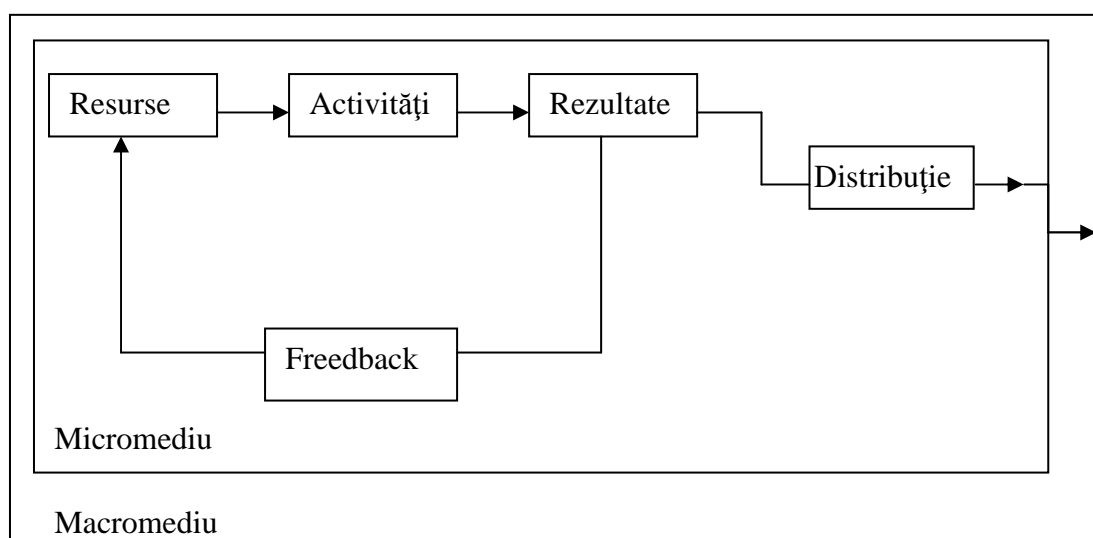 Resurse
Activităţi
Rezultate
Distribuţie
Freedback
Micromediu
Macromediu